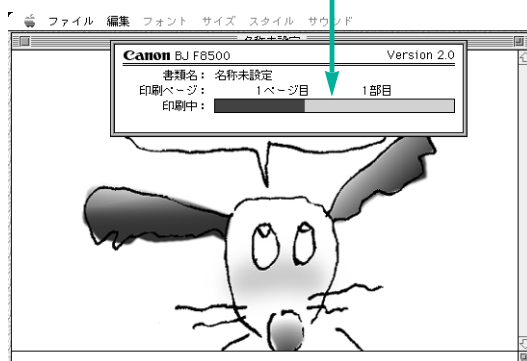 ファイル 編集 フォント サイズ スタイル サウンド
名称未設定
Canon BJ F8500 Version 2.0
書類名： 名称未設定
印刷ページ： 1ページ目 1部目
印刷中：